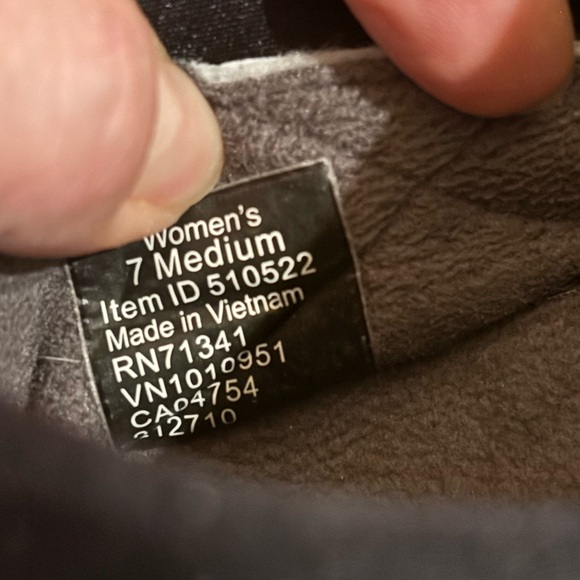 Women's
7 Medium
Item ID 510522
Made in Vietnam
RN71341
VN1010951
CA04754